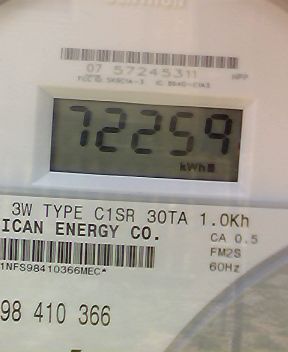 07 57245311
72259
kWh
3W TYPE C1SR 30TA 1.0Kh
ICAN ENERGY CO.
CA 0.5
FM2S
60Hz
1NFS98410366MEC*
98 410 366